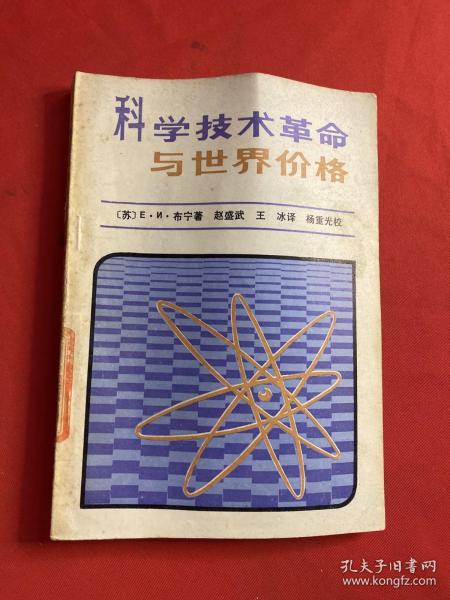 科学技术革命
与世界价格
〔苏〕E·И·布宁著 赵盛武 王 冰译 杨重光校
孔夫子旧书网
www.kongfz.com